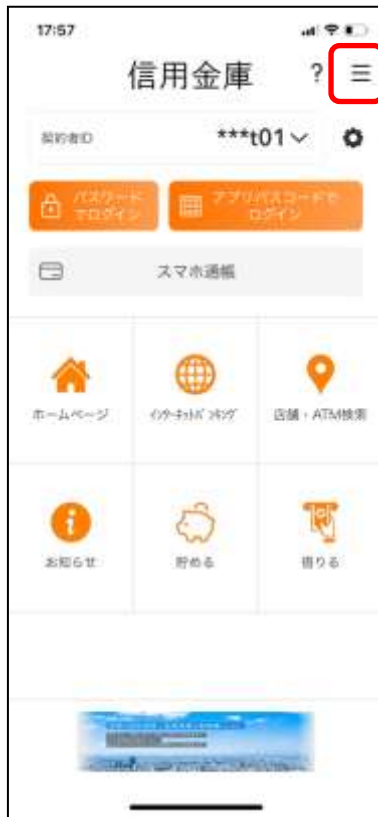 17:57
信用金庫 ?
契約者ID ***t01
パスワード
でログイン
アプリパスコードで
ログイン
スマホ通帳
ホームページ
インターネットバンキング
店舗・ATM検索
お知らせ
貯める
借りる